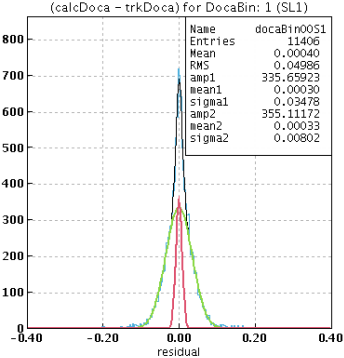 (calcDoca - trkDoca) for DocaBin: 1 (SL1)
Name docaBin00S1
Entries 11406
Mean 0.00040
RMS 0.04986
amp1 335.65923
mean1 0.00030
sigma1 0.03478
amp2 355.11172
mean2 0.00033
sigma2 0.00802
800
700
600
500
400
300
200
100
0
-0.40 -0.20 0.00 0.20 0.40
residual